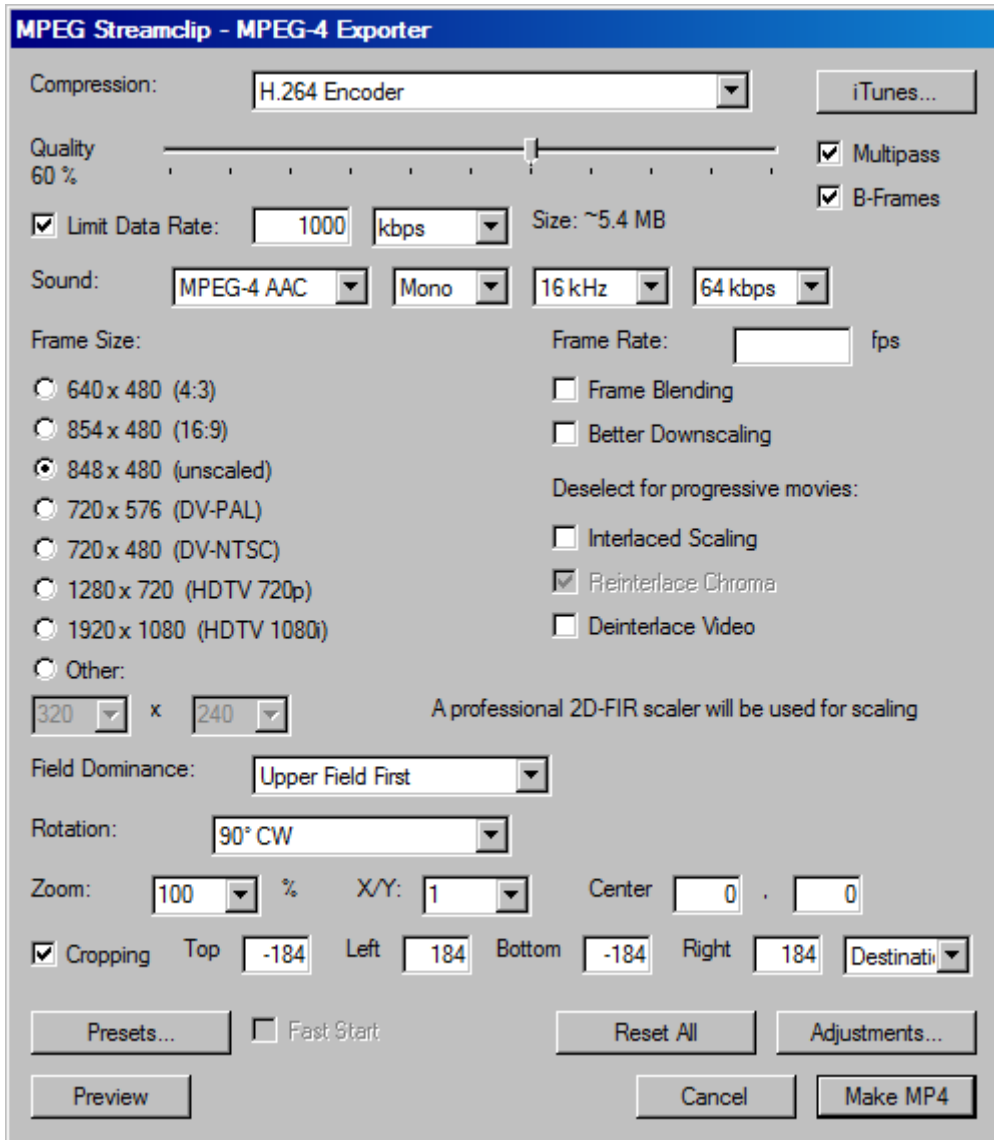 MPEG Streamclip - MPEG-4 Exporter
Compression: H.264 Encoder iTunes...
Quality
60 %
Multipass
B-Frames
Limit Data Rate: 1000 kbps Size: ~5.4 MB
Sound: MPEG-4 AAC Mono 16 kHz 64 kbps
Frame Size:
640 x 480 (4:3)
854 x 480 (16:9)
848 x 480 (unscaled)
720 x 576 (DV-PAL)
720 x 480 (DV-NTSC)
1280 x 720 (HDTV 720p)
1920 x 1080 (HDTV 1080i)
Other:
320 x 240
Frame Rate: fps
Frame Blending
Better Downscaling
Deselect for progressive movies:
Interlaced Scaling
Reinterlace Chroma
Deinterlace Video
A professional 2D-FIR scaler will be used for scaling
Field Dominance: Upper Field First
Rotation: 90° CW
Zoom: 100 % X/Y: 1 Center 0 , 0
Cropping Top -184 Left 184 Bottom -184 Right 184 Destinati
Presets... Fast Start Reset All Adjustments...
Preview Cancel Make MP4